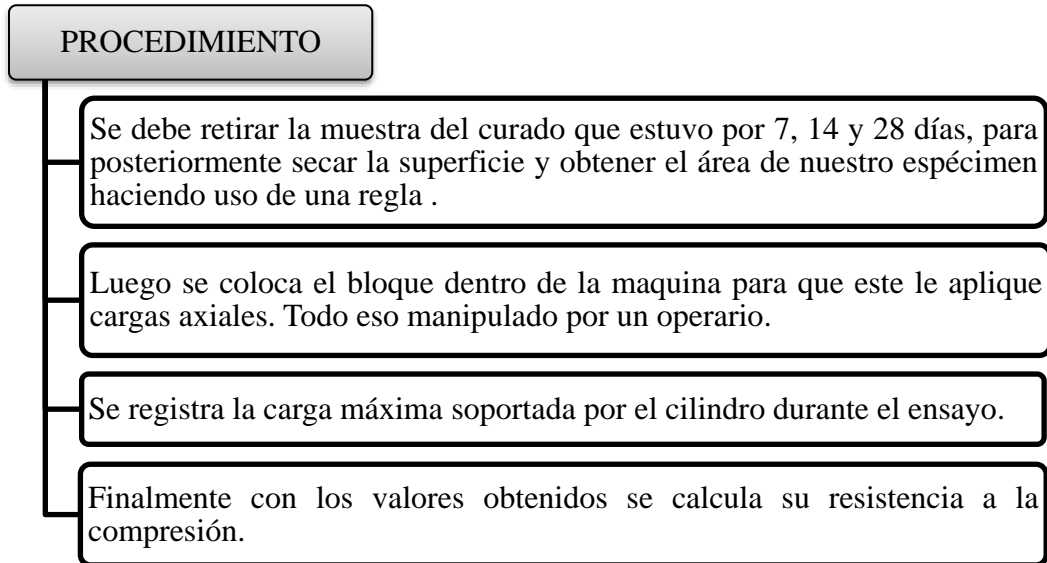 PROCEDIMIENTO
Se debe retirar la muestra del curado que estuvo por 7, 14 y 28 días, para
posteriormente secar la superficie y obtener el área de nuestro espécimen
haciendo uso de una regla .
Luego se coloca el bloque dentro de la maquina para que este le aplique
cargas axiales. Todo eso manipulado por un operario.
Se registra la carga máxima soportada por el cilindro durante el ensayo.
Finalmente con los valores obtenidos se calcula su resistencia a la
compresión.